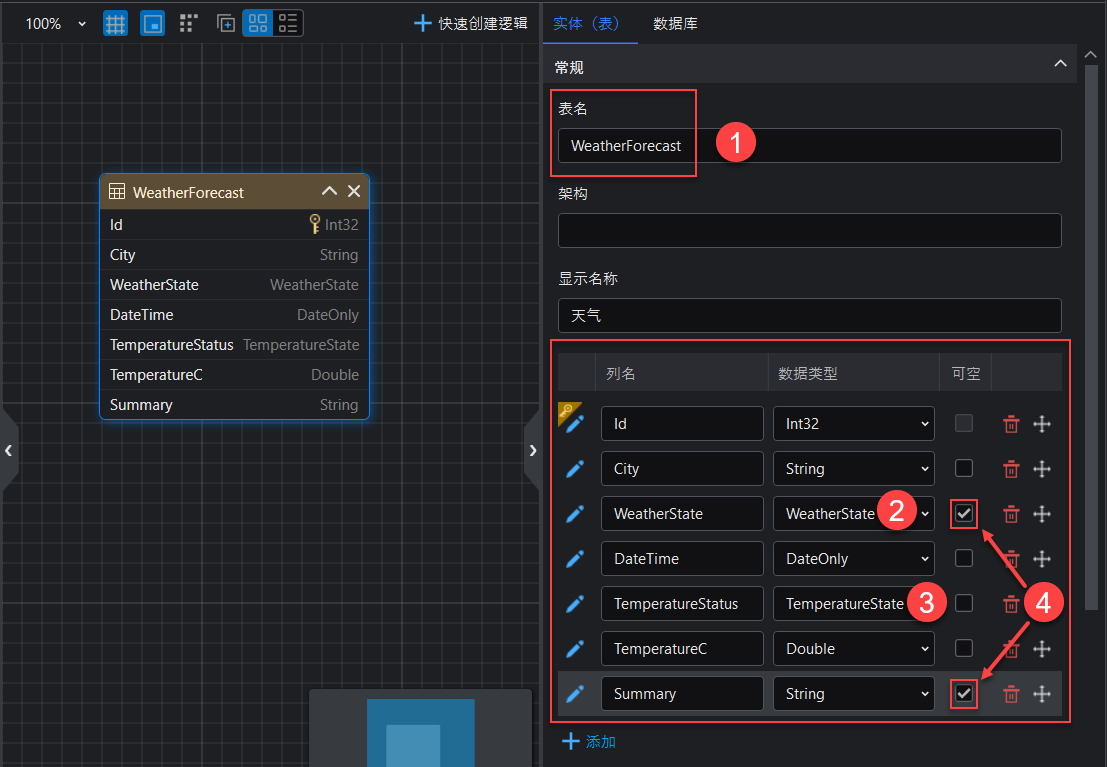 100%
快速创建逻辑
WeatherForecast
Id Int32
City String
WeatherState WeatherState
DateTime DateOnly
TemperatureStatus TemperatureState
TemperatureC Double
Summary String
实体（表） 数据库
常规
表名
WeatherForecast 1
架构
显示名称
天气
列名 数据类型 可空
Id Int32
City String
WeatherState WeatherState 2
DateTime DateOnly
TemperatureStatus TemperatureState 3 4
TemperatureC Double
Summary String
添加